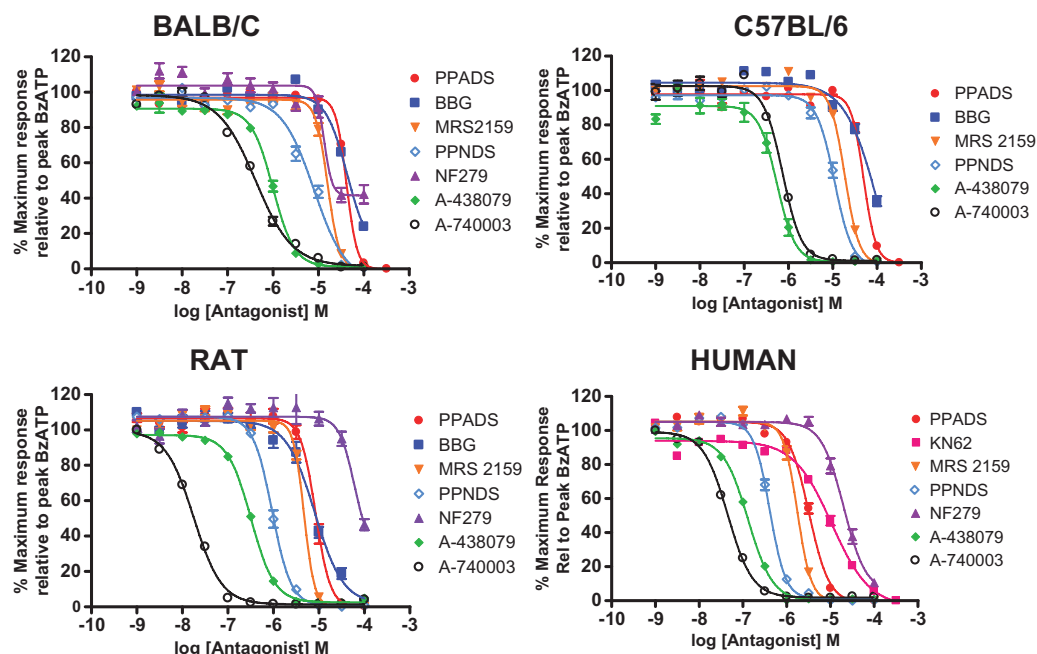 BALB/C
% Maximum response
relative to peak BzATP
120
100
80
60
40
20
0
-10 -9 -8 -7 -6 -5 -4 -3
log [Antagonist] M
PPADS
BBG
MRS2159
PPNDS
NF279
A-438079
A-740003
C57BL/6
% Maximum response
relative to peak BzATP
120
100
80
60
40
20
0
-10 -9 -8 -7 -6 -5 -4 -3
log [Antagonist] M
PPADS
BBG
MRS 2159
PPNDS
A-438079
A-740003
RAT
% Maximum response
relative to peak BzATP
120
100
80
60
40
20
0
-10 -9 -8 -7 -6 -5 -4 -3
log [Antagonist] M
PPADS
BBG
MRS 2159
PPNDS
NF279
A-438079
A-740003
HUMAN
% Maximum Response
Rel to Peak BzATP
120
100
80
60
40
20
0
-10 -9 -8 -7 -6 -5 -4 -3
log [Antagonist] M
PPADS
KN62
MRS 2159
PPNDS
NF279
A-438079
A-740003